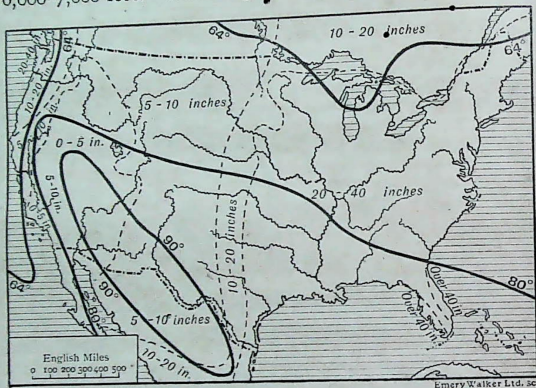 64°
10 - 20 inches
64°
64°
10-20 in.
5 - 10 inches
0 - 5 in.
5-10 in.
20 - 40 inches
10 - 20 inches
90°
90°
80°
80°
64°
5 - 10 inches
10-20 in.
Over 40 in.
Over 40 in.
English Miles
0 100 200 300 400 500
Emery Walker Ltd. sc